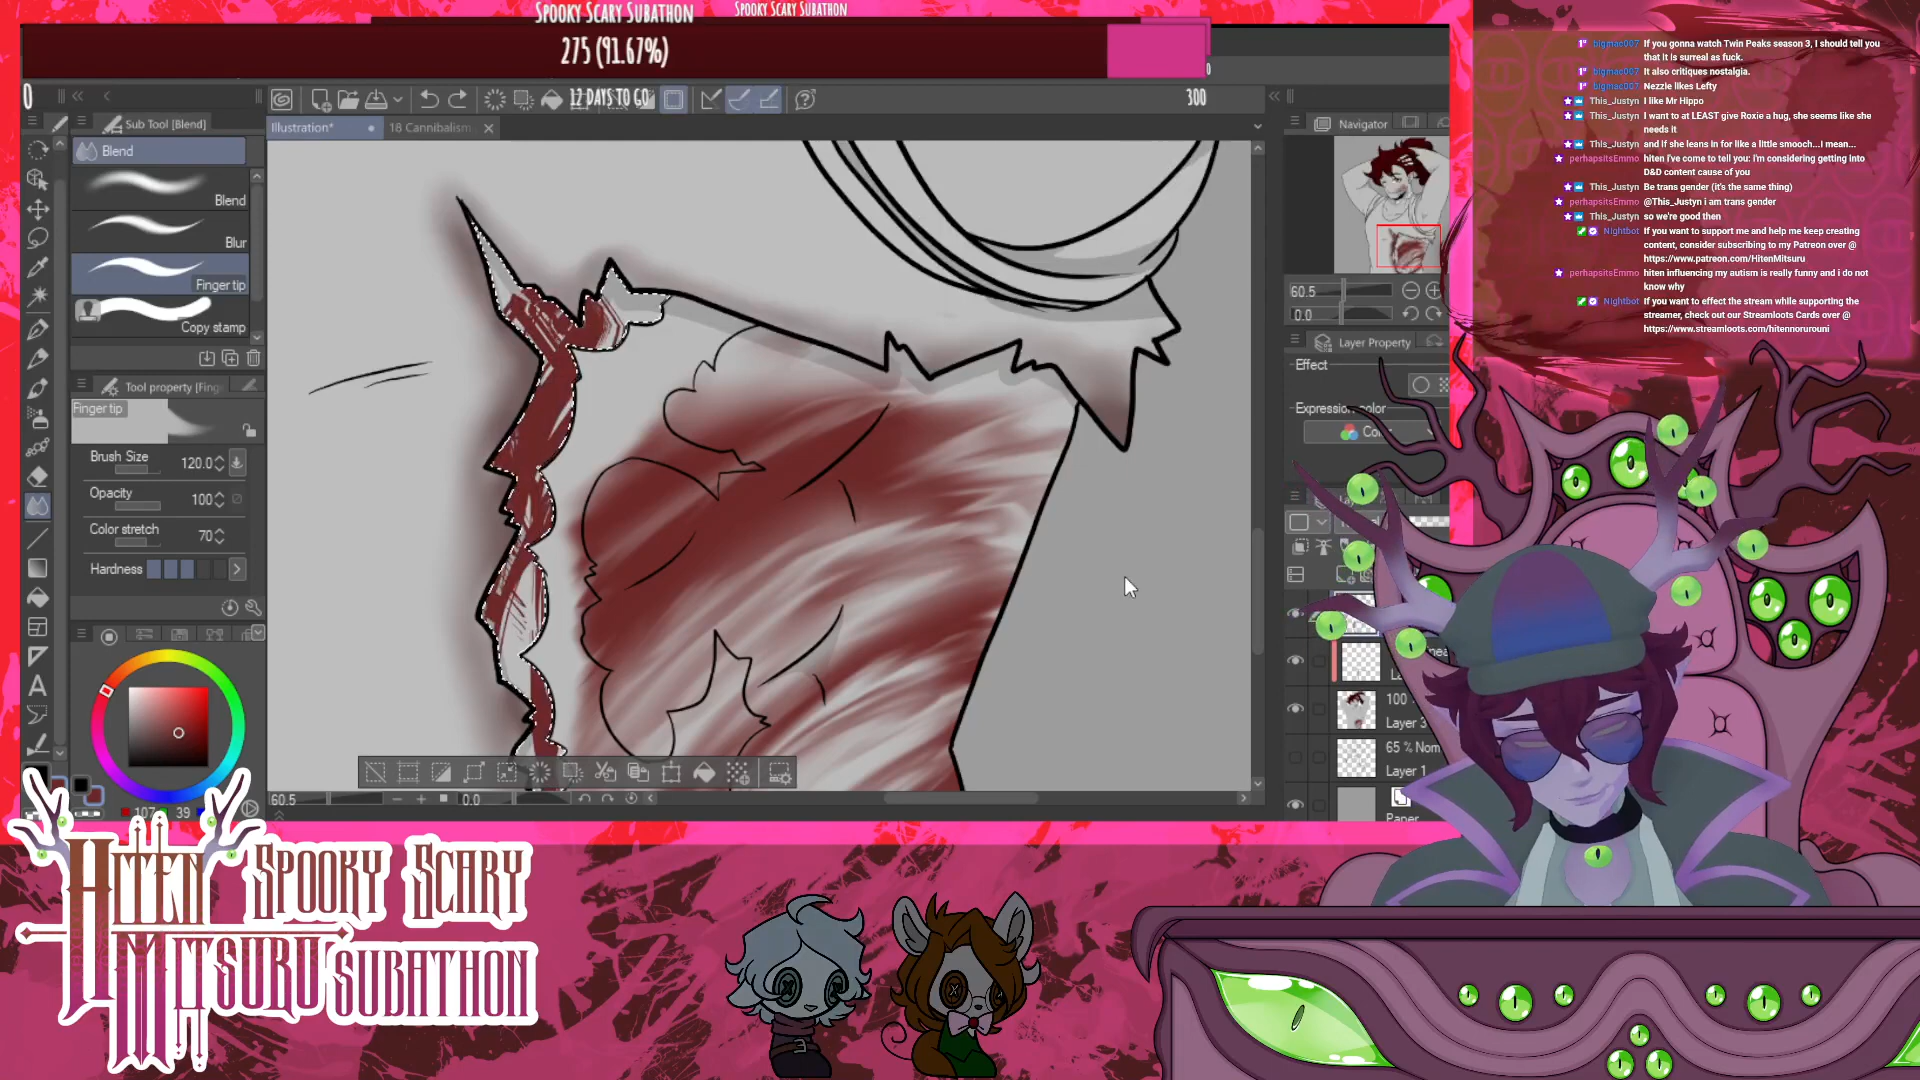 Spooky Scary Subathon
Spooky Scary Subathon
275 (91.67%)
0
12 DAYS TO GO
300
Sub Tool [Blend]
Blend
Blend
Blur
Finger tip
Copy stamp
Tool property [Fing
Finger tip
Brush Size 120.0
Opacity 100
Color stretch 70
Hardness
Illustration*
18 Cannibalism
60.5 0.0
Navigator
60.5
0.0
Layer Property
Effect
Expression color
100
Layer 3
65 % Nom
Layer 1
Paper
107 39
bigmac007 If you gonna watch Twin Peaks season 3, I should tell you
that it is surreal as fuck.
bigmac007 It also critiques nostalgia.
bigmac007 Nezzle likes Lefty
This_Justyn I like Mr Hippo
This_Justyn I want to at LEAST give Roxie a hug, she seems like she
needs it
This_Justyn and if she leans in for like a little smooch...I mean...
perhapsitsEmmo hiten i've come to tell you: I'm considering getting into
D&D content cause of you
This_Justyn Be trans gender (it's the same thing)
perhapsitsEmmo @This_Justyn i am trans gender
This_Justyn so we're good then
Nightbot If you want to support me and help me keep creating
content, consider subscribing to my Patreon over @
https://www.patreon.com/HitenMitsuru
perhapsitsEmmo hiten influencing my autism is really funny and i do not
know why
Nightbot If you want to effect the stream while supporting the
streamer, check out our Streamloots Cards over @
https://www.streamloots.com/hitennorurouni
Hiten
Mitsuru
Spooky Scary
Subathon